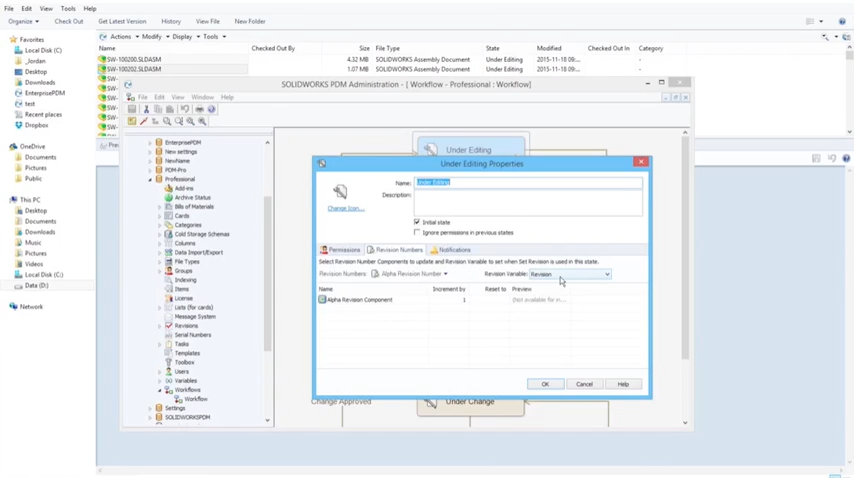 File Edit View Tools Help
Organize Check Out Get Latest Version History View File New Folder
Favorites
Local Disk (C)
_Jordan
Desktop
Downloads
EnterprisePDM
test
Recent places
Dropbox
OneDrive
Documents
Pictures
Public
This PC
Desktop
Documents
Downloads
Music
Pictures
Videos
Local Disk (C:)
Data (D:)
Network
Actions Modify Display Tools
Name Checked Out By Size File Type State Modified Checked Out In Category
SW-100200.SLDASM 4.32 MB SOLIDWORKS Assembly Document Under Editing 2015-11-18 09:... -
SW-100202.SLDASM 1.07 MB SOLIDWORKS Assembly Document Under Editing 2015-11-18 09:... -
SOLIDWORKS PDM Administration - [ Workflow - Professional : Workflow]
File Edit View Window Help
EnterprisePDM
New settings
NewName
PDM-Pro
Professional
Add-ins
Archive Status
Bills of Materials
Cards
Categories
Cold Storage Schemas
Columns
Data Import/Export
File Types
Groups
Indexing
Items
License
Lists (for cards)
Message System
Revisions
Serial Numbers
Tasks
Templates
Toolbox
Users
Variables
Workflows
Workflow
Settings
SOLIDWORKSPDM
Under Editing
Under Editing Properties
Name: Under Editing
Description:
Change Icon...
Initial state
Ignore permissions in previous states
Permissions Revision Numbers Notifications
Select Revision Number Components to update and Revision Variable to set when Set Revision is used in this state.
Revision Numbers Alpha Revision Number Revision Variable: Revision
Name Increment by Reset to Preview
Alpha Revision Component 1 (Not available for in...
OK Cancel Help
Change Approved Under Change